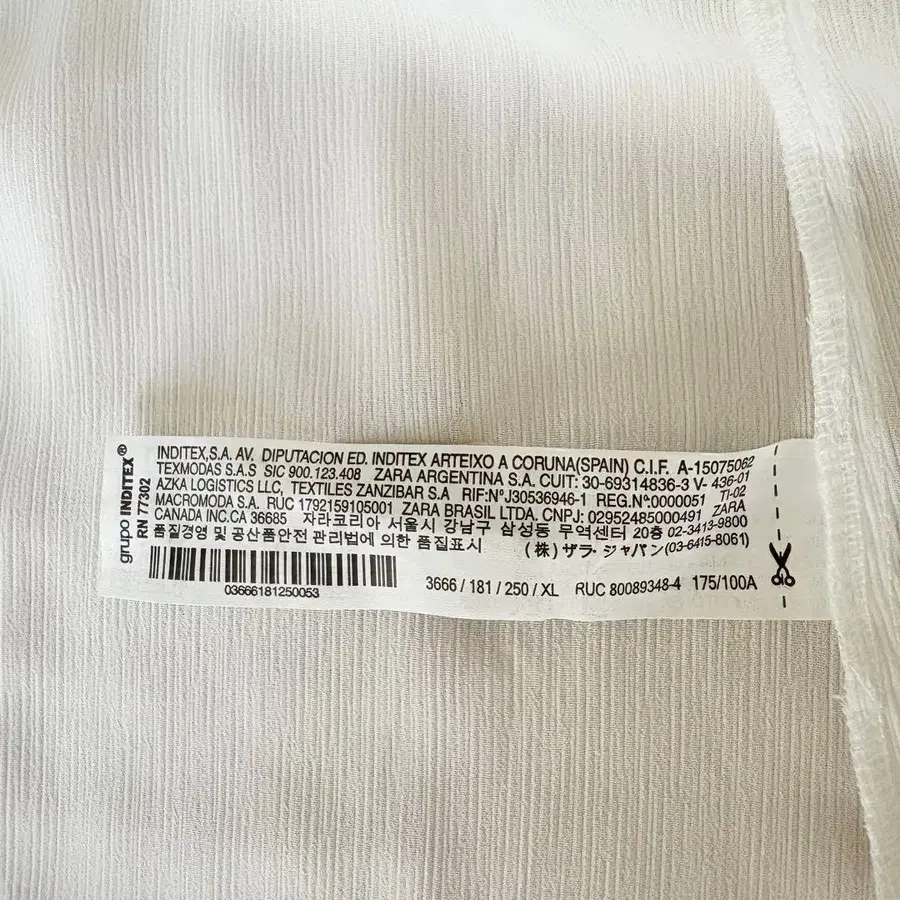 grupo INDITEX®
RN 77302
INDITEX,S.A. AV. DIPUTACION ED. INDITEX ARTEIXO A CORUNA(SPAIN) C.I.F. A-15075062
TEXMODAS S.A.S SIC 900.123.408 ZARA ARGENTINA S.A. CUIT: 30-69314836-3 V- 436-01
AZKA LOGISTICS LLC, TEXTILES ZANZIBAR S.A RIF:NºJ30536946-1 REG.Nº:0000051 TI-02
MACROMODA S.A. RUC 1792159105001 ZARA BRASIL LTDA. CNPJ: 02952485000491 ZARA
CANADA INC.CA 36685 자라코리아 서울시 강남구 삼성동 무역센터 20층 02-3413-9800
품질경영 및 공산품안전 관리법에 의한 품질표시 (株) ザラ・ジャパン(03-6415-8061)
03666181250053
3666 / 181 / 250 / XL RUC 80089348-4 175/100A